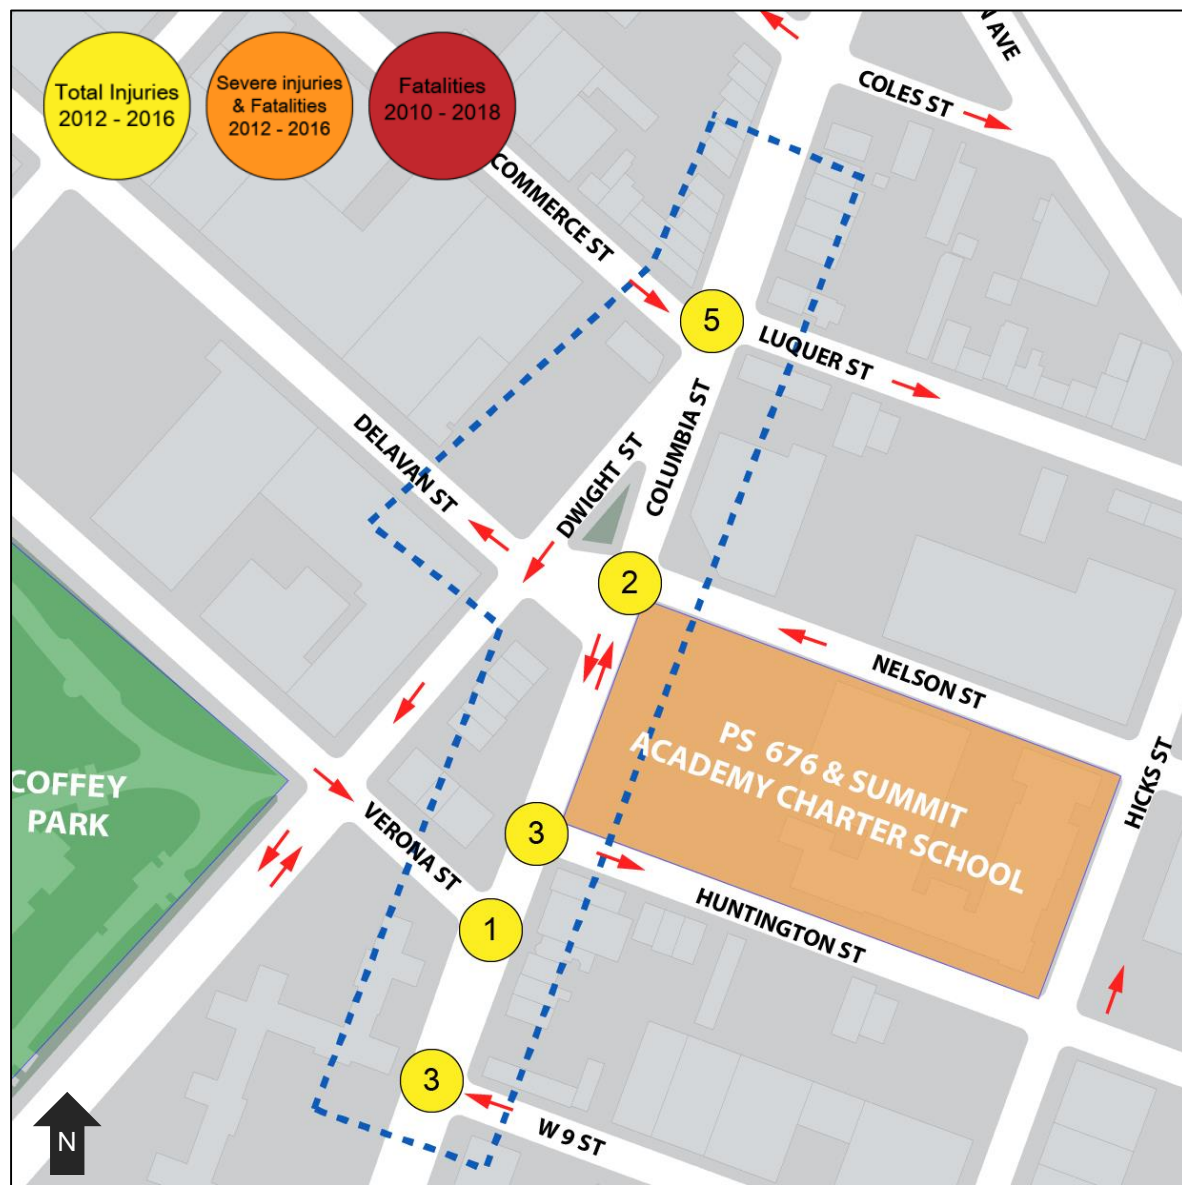 Total Injuries
2012 - 2016
Severe injuries
& Fatalities
2012 - 2016
Fatalities
2010 - 2018
N AVE
COLES ST
COMMERCE ST
5
LUQUER ST
COLUMBIA ST
DWIGHT ST
DELAVAN ST
2
NELSON ST
PS 676 & SUMMIT
ACADEMY CHARTER SCHOOL
HICKS ST
COFFEY
PARK
VERONA ST
3
HUNTINGTON ST
1
3
W 9 ST
N